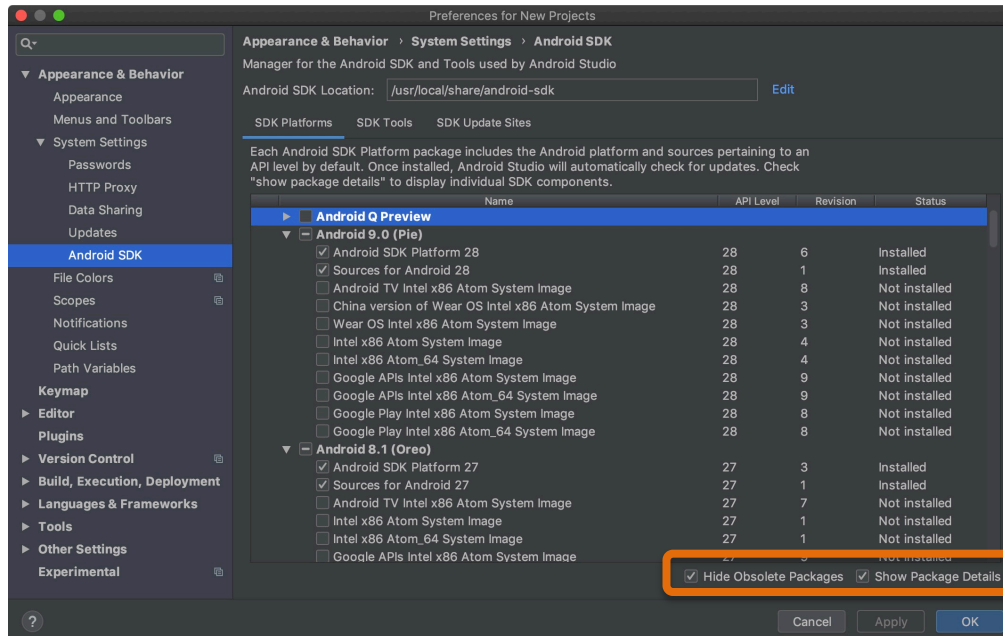 Preferences for New Projects
Appearance & Behavior › System Settings › Android SDK
Manager for the Android SDK and Tools used by Android Studio
Android SDK Location: /usr/local/share/android-sdk Edit
Appearance & Behavior
Appearance
Menus and Toolbars
System Settings
Passwords
HTTP Proxy
Data Sharing
Updates
Android SDK
File Colors
Scopes
Notifications
Quick Lists
Path Variables
Keymap
Editor
Plugins
Version Control
Build, Execution, Deployment
Languages & Frameworks
Tools
Other Settings
Experimental
SDK Platforms SDK Tools SDK Update Sites
Each Android SDK Platform package includes the Android platform and sources pertaining to an
API level by default. Once installed, Android Studio will automatically check for updates. Check
"show package details" to display individual SDK components.
Name API Level Revision Status
Android Q Preview
Android 9.0 (Pie)
Android SDK Platform 28 28 6 Installed
Sources for Android 28 28 1 Installed
Android TV Intel x86 Atom System Image 28 8 Not installed
China version of Wear OS Intel x86 Atom System Image 28 3 Not installed
Wear OS Intel x86 Atom System Image 28 3 Not installed
Intel x86 Atom System Image 28 4 Not installed
Intel x86 Atom_64 System Image 28 4 Not installed
Google APIs Intel x86 Atom System Image 28 9 Not installed
Google APIs Intel x86 Atom_64 System Image 28 9 Not installed
Google Play Intel x86 Atom System Image 28 8 Not installed
Google Play Intel x86 Atom_64 System Image 28 8 Not installed
Android 8.1 (Oreo)
Android SDK Platform 27 27 3 Installed
Sources for Android 27 27 1 Installed
Android TV Intel x86 Atom System Image 27 7 Not installed
Intel x86 Atom System Image 27 1 Not installed
Intel x86 Atom_64 System Image 27 1 Not installed
Google APIs Intel x86 Atom System Image 27 Not installed
Hide Obsolete Packages Show Package Details
? Cancel Apply OK